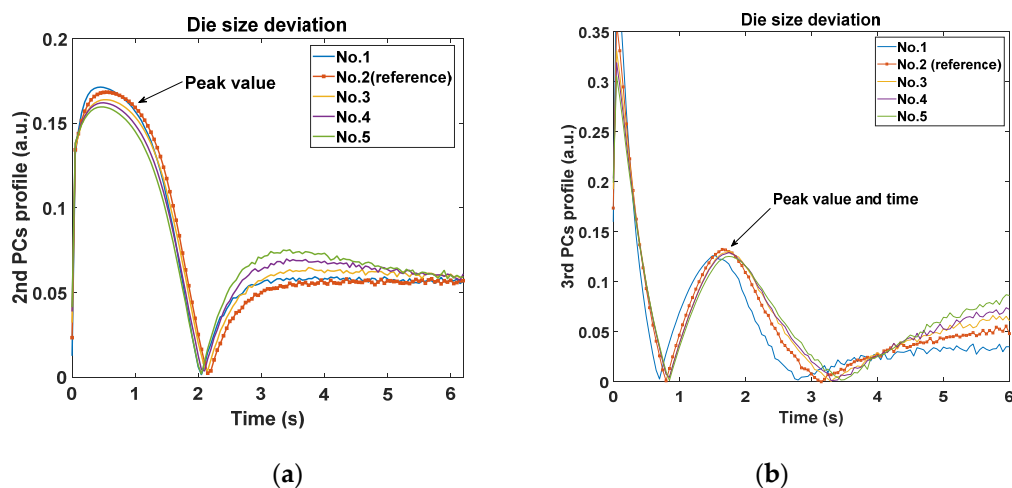 Die size deviation
0.2
0.15
0.1
0.05
0
2nd PCs profile (a.u.)
No.1
No.2(reference)
No.3
No.4
No.5
Peak value
0 1 2 3 4 5 6
Time (s)
(a)
Die size deviation
0.35
0.3
0.25
0.2
0.15
0.1
0.05
0
3rd PCs profile (a.u.)
No.1
No.2 (reference)
No.3
No.4
No.5
Peak value and time
0 1 2 3 4 5 6
Time (s)
(b)